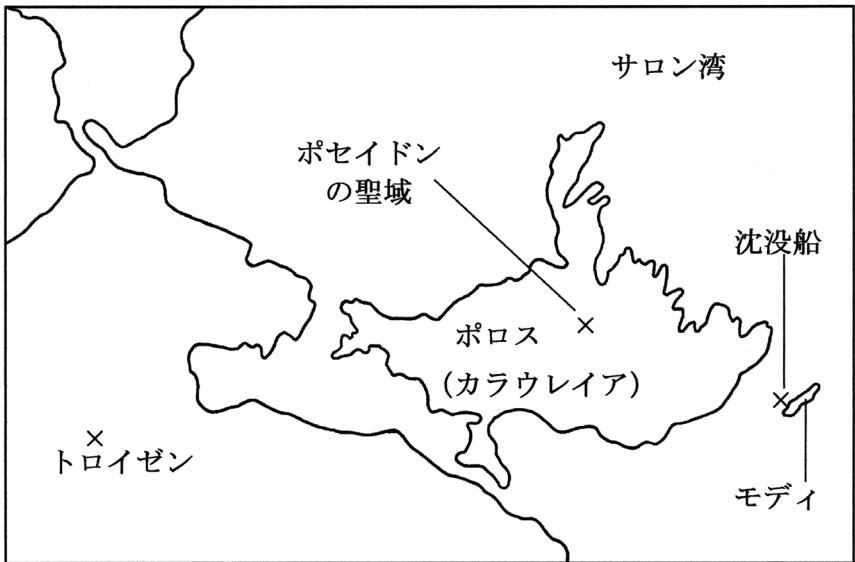 サロン湾
ポセイドン
の聖域
沈没船
ポロス
(カラウレイア)
トロイゼン
モディ